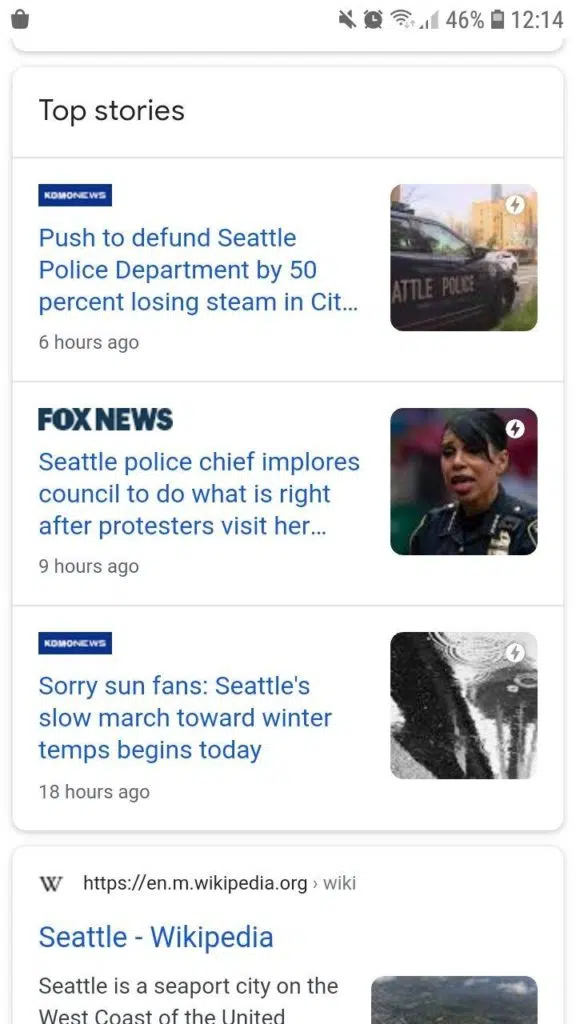 46% 12:14
Top stories
KOMONEWS
Push to defund Seattle
Police Department by 50
percent losing steam in Cit...
6 hours ago
ATTLE POLICE
FOX NEWS
Seattle police chief implores
council to do what is right
after protesters visit her...
9 hours ago
KOMONEWS
Sorry sun fans: Seattle's
slow march toward winter
temps begins today
18 hours ago
W https://en.m.wikipedia.org › wiki
Seattle - Wikipedia
Seattle is a seaport city on the
West Coast of the United